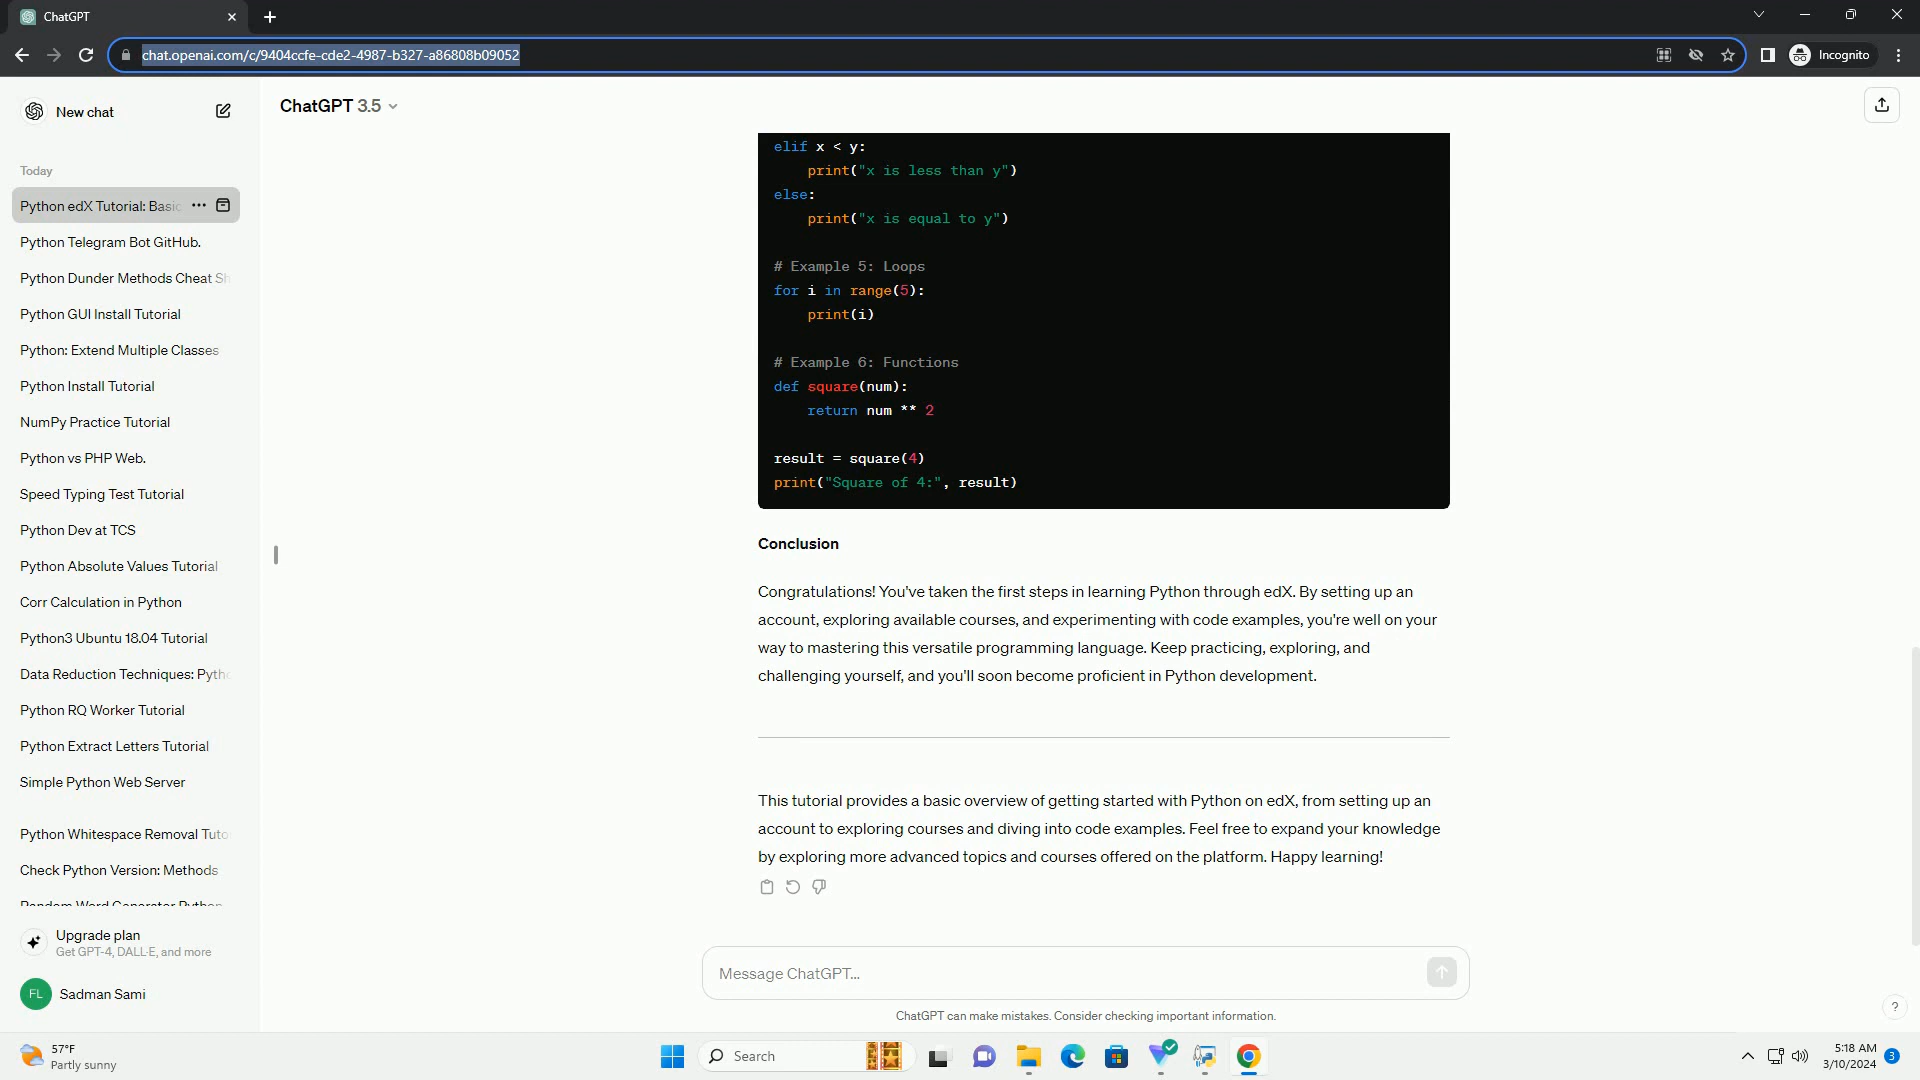 ChatGPT
chat.openai.com/c/9404ccfe-cde2-4987-b327-a86808b09052
Incognito
New chat
Today
Python edX Tutorial: Basic
Python Telegram Bot GitHub.
Python Dunder Methods Cheat Sh
Python GUI Install Tutorial
Python: Extend Multiple Classes
Python Install Tutorial
NumPy Practice Tutorial
Python vs PHP Web.
Speed Typing Test Tutorial
Python Dev at TCS
Python Absolute Values Tutorial
Corr Calculation in Python
Python3 Ubuntu 18.04 Tutorial
Data Reduction Techniques: Pytho
Python RQ Worker Tutorial
Python Extract Letters Tutorial
Simple Python Web Server
Python Whitespace Removal Tuto
Check Python Version: Methods
Random Word Generator Python
Upgrade plan
Get GPT-4, DALL·E, and more
FL Sadman Sami
ChatGPT 3.5
elif x < y:
print("x is less than y")
else:
print("x is equal to y")
# Example 5: Loops
for i in range(5):
print(i)
# Example 6: Functions
def square(num):
return num ** 2
result = square(4)
print("Square of 4:", result)
Conclusion
Congratulations! You've taken the first steps in learning Python through edX. By setting up an
account, exploring available courses, and experimenting with code examples, you're well on your
way to mastering this versatile programming language. Keep practicing, exploring, and
challenging yourself, and you'll soon become proficient in Python development.
This tutorial provides a basic overview of getting started with Python on edX, from setting up an
account to exploring courses and diving into code examples. Feel free to expand your knowledge
by exploring more advanced topics and courses offered on the platform. Happy learning!
Message ChatGPT...
ChatGPT can make mistakes. Consider checking important information.
?
57°F
Partly sunny
Search
5:18 AM
3/10/2024
3